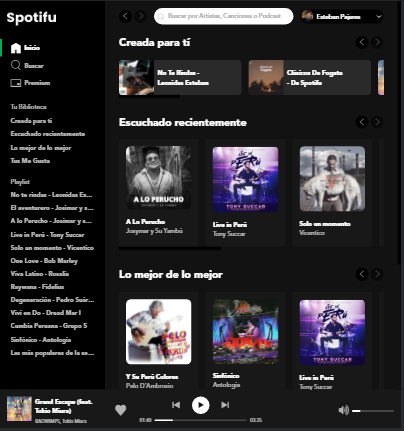 Spotifu
Buscar por Artistas, Canciones o Podcast
Esteban Pajares
Inicio
Buscar
Premium
Tu Biblioteca
Creada para tí
Escuchado recientemente
Lo mejor de lo mejor
Tus Me Gusta
Playlist
No te rindas - Leonidas Es...
El aventurero - Josimar y s...
A lo Perucho - Josimar y s...
Live in Perú - Tony Succar
Solo un momento - Vicentico
One Love - Bob Marley
Viva Latino - Rosalía
Raywana - Fidelius
Degeneración - Pedro Suár...
Vivi en Do - Dread Mar I
Cumbia Peruana - Grupo 5
Sinfónico - Antología
Las más populares de la se...
Creada para tí
No Te Rindas -
Leonidas Esteban
Clásicos De Fogata
- De Spotifu
Escuchado recientemente
A LO PERUCHO
A Lo Perucho
Josymar y Su Yambú
TONY SUCCAR
Live in Perú
Tony Succar
Solo un momento
Vicentico
Lo mejor de lo mejor
Y Su Perú Colores
Palo D'Ambrosio
Sinfónico
Antología
TONY SUCCAR
Live in Perú
Tony Succar
Grand Escape (feat.
Tokio Miura)
RADWIMPS, Tokio Miura
01:49
03:26